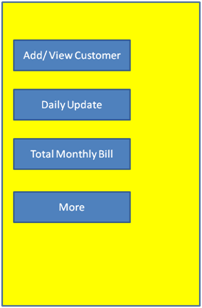 Add/ View Customer
Daily Update
Total Monthly Bill
More